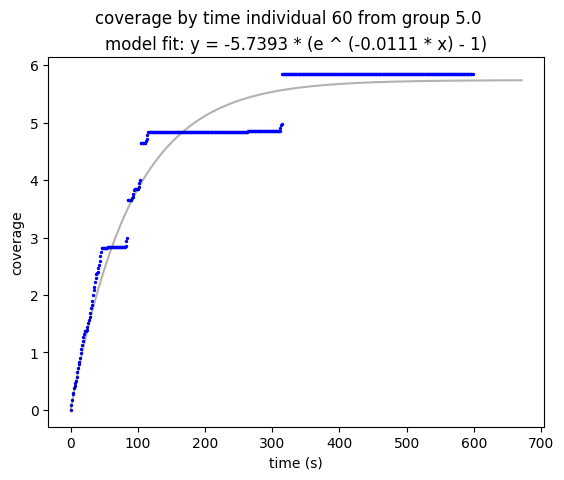 coverage by time individual 60 from group 5.0
model fit: y = -5.7393 * (e ^ (-0.0111 * x) - 1)
6
5
4
3
2
1
0
coverage
0 100 200 300 400 500 600 700
time (s)